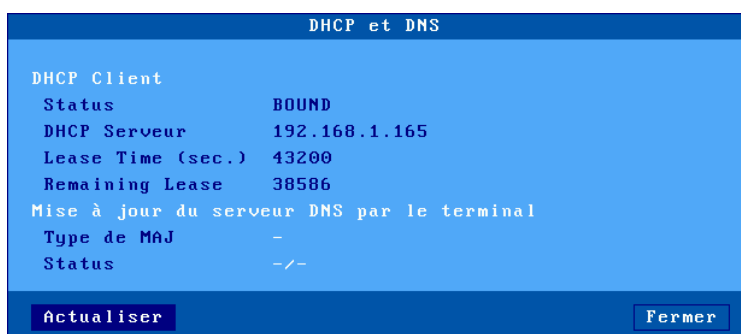 DHCP et DNS
DHCP Client
Status BOUND
DHCP Serveur 192.168.1.165
Lease Time (sec.) 43200
Remaining Lease 38586
Mise à jour du serveur DNS par le terminal
Type de MAJ -
Status -/-
Actualiser Fermer